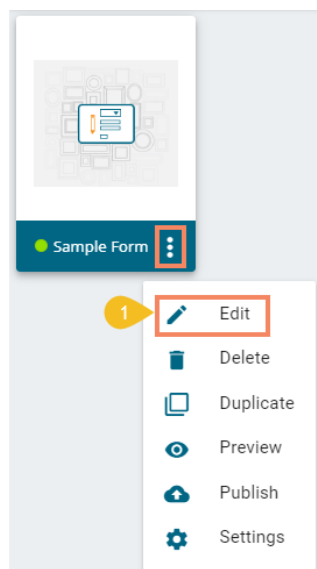 Sample Form
1
Edit
Delete
Duplicate
Preview
Publish
Settings